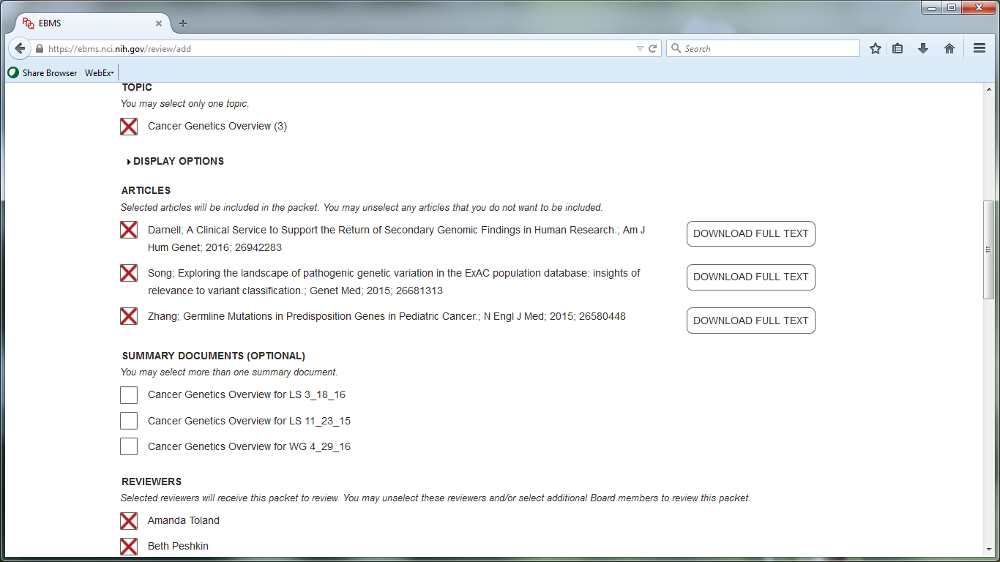 EBMS
https://ebms.nci.nih.gov/review/add
Search
Share Browser WebEx
TOPIC
You may select only one topic.
Cancer Genetics Overview (3)
DISPLAY OPTIONS
ARTICLES
Selected articles will be included in the packet. You may unselect any articles that you do not want to be included.
Darnell; A Clinical Service to Support the Return of Secondary Genomic Findings in Human Research.; Am J
Hum Genet; 2016; 26942283
DOWNLOAD FULL TEXT
Song; Exploring the landscape of pathogenic genetic variation in the ExAC population database: insights of
relevance to variant classification.; Genet Med; 2015; 26681313
DOWNLOAD FULL TEXT
Zhang; Germline Mutations in Predisposition Genes in Pediatric Cancer.; N Engl J Med; 2015; 26580448
DOWNLOAD FULL TEXT
SUMMARY DOCUMENTS (OPTIONAL)
You may select more than one summary document.
Cancer Genetics Overview for LS 3_18_16
Cancer Genetics Overview for LS 11_23_15
Cancer Genetics Overview for WG 4_29_16
REVIEWERS
Selected reviewers will receive this packet to review. You may unselect these reviewers and/or select additional Board members to review this packet.
Amanda Toland
Beth Peshkin